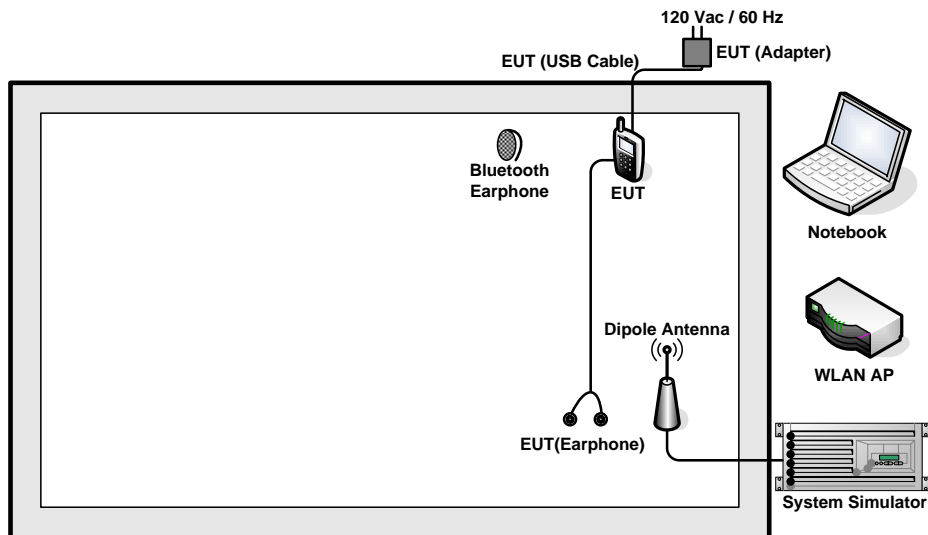 120 Vac / 60 Hz
EUT (Adapter)
EUT (USB Cable)
Bluetooth
Earphone
EUT
Notebook
Dipole Antenna
WLAN AP
EUT(Earphone)
System Simulator